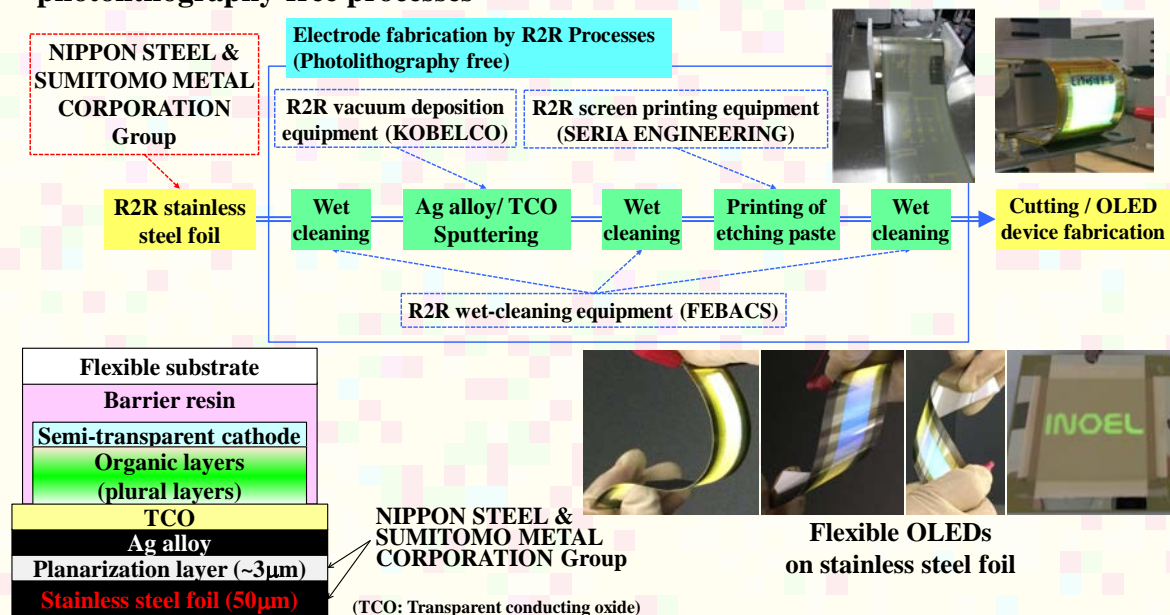 photolithography-free processes
NIPPON STEEL &
SUMITOMO METAL
CORPORATION
Group
Electrode fabrication by R2R Processes
(Photolithography free)
R2R vacuum deposition
equipment (KOBELCO)
R2R screen printing equipment
(SERIA ENGINEERING)
R2R stainless
steel foil
Wet
cleaning
Ag alloy/ TCO
Sputtering
Wet
cleaning
Printing of
etching paste
Wet
cleaning
Cutting / OLED
device fabrication
R2R wet-cleaning equipment (FEBACS)
Flexible substrate
Barrier resin
Semi-transparent cathode
Organic layers
(plural layers)
TCO
Ag alloy
Planarization layer (~3μm)
Stainless steel foil (50μm)
NIPPON STEEL &
SUMITOMO METAL
CORPORATION Group
(TCO: Transparent conducting oxide)
INOEL
Flexible OLEDs
on stainless steel foil